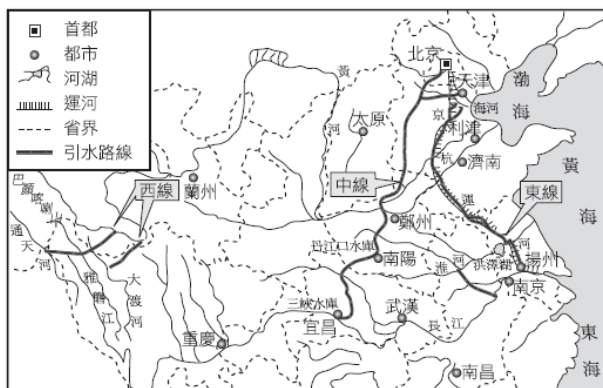 首都
都市
河湖
運河
省界
引水路線
北京
天津
渤海
海河
利津
濟南
黃海
黃河
太原
京杭運河
中線
東線
西線
蘭州
巴顏喀喇山
通天河
雅礱江
大渡河
鄭州
丹江口水庫
南陽
淮河
洪澤湖
揚州
南京
三峽水庫
宜昌
武漢
長江
重慶
南昌
東海